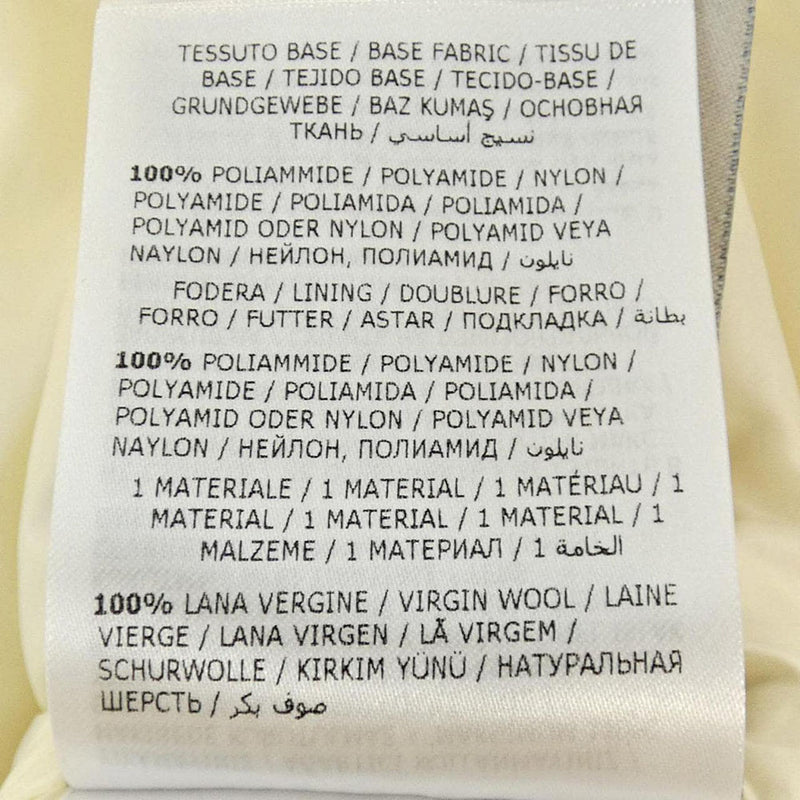 TESSUTO BASE / BASE FABRIC / TISSU DE
BASE / TEJIDO BASE / TECIDO-BASE /
GRUNDGEWEBE / BAZ KUMAŞ / ОСНОВНАЯ
ТКАНЬ / نسيج أساسي
100% POLIAMMIDE / POLYAMIDE / NYLON /
POLYAMIDE / POLIAMIDA / POLIAMIDA /
POLYAMID ODER NYLON / POLYAMID VEYA
NAYLON / НЕЙЛОН, ПОЛИАМИД / نايلون
FODERA / LINING / DOUBLURE / FORRO /
FORRO / FUTTER / ASTAR / ПОДКЛАДКА / بطانة
100% POLIAMMIDE / POLYAMIDE / NYLON /
POLYAMIDE / POLIAMIDA / POLIAMIDA /
POLYAMID ODER NYLON / POLYAMID VEYA
NAYLON / НЕЙЛОН, ПОЛИАМИД / نايلون
1 MATERIALE / 1 MATERIAL / 1 MATÉRIAU / 1
MATERIAL / 1 MATERIAL / 1 MATERIAL / 1
MALZEME / 1 МАТЕРИАЛ / 1 الخامة
100% LANA VERGINE / VIRGIN WOOL / LAINE
VIERGE / LANA VIRGEN / LÃ VIRGEM /
SCHURWOLLE / KIRKIM YÜNÜ / НАТУРАЛЬНАЯ
ШЕРСТЬ / صوف بكر